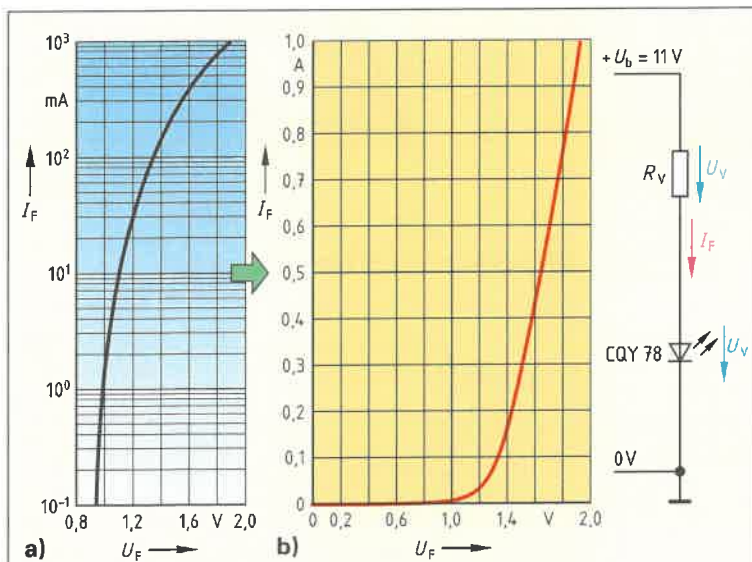 10³
mA
10²
I_F
10¹
10⁰
10⁻¹
0,8 1,2 1,6 V 2,0
a) U_F
1,0
A
0,9
0,8
0,7
0,6
I_F
0,5
0,4
0,3
0,2
0,1
0
0 0,2 0,6 1,0 1,4 V 2,0
b) U_F
+U_b = 11 V
R_V U_V
I_F
CQY 78 U_V
0 V